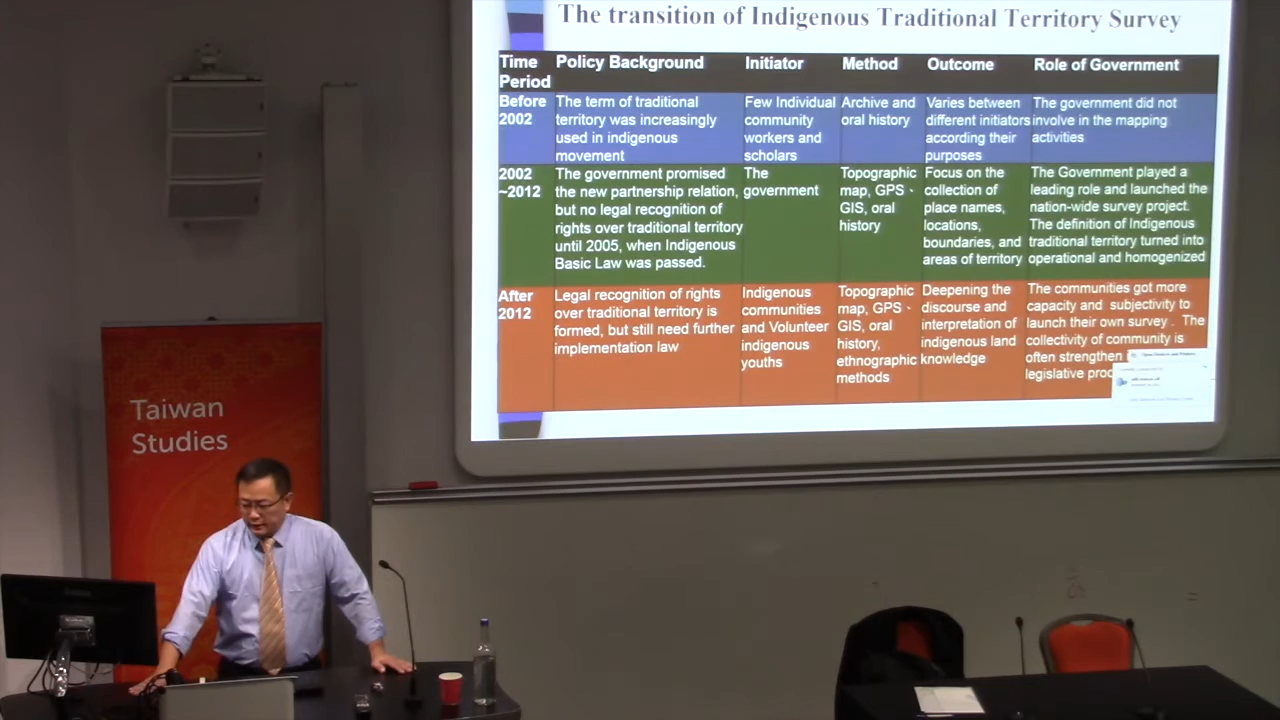 The transition of Indigenous Traditional Territory Survey
Time Period
Policy Background
Initiator
Method
Outcome
Role of Government
Before
2002
The term of traditional
territory was increasingly
used in indigenous
movement
Few Individual
community
workers and
scholars
Archive and
oral history
Varies between
different initiators
according their
purposes
The government did not
involve in the mapping
activities
2002
~2012
The government promised
the new partnership relation,
but no legal recognition of
rights over traditional territory
until 2005, when Indigenous
Basic Law was passed.
The
government
Topographic
map, GPS、
GIS, oral
history
Focus on the
collection of
place names,
locations,
boundaries, and
areas of territory
The Government played a
leading role and launched the
nation-wide survey project.
The definition of Indigenous
traditional territory turned into
operational and homogenized
After
2012
Legal recognition of rights
over traditional territory is
formed, but still need further
implementation law
Indigenous
communities
and Volunteer
indigenous
youths
Topographic
map, GPS、
GIS, oral
history,
ethnographic
methods
Deepening the
discourse and
interpretation of
indigenous land
knowledge
The communities got more
capacity and subjectivity to
launch their own survey . The
collectivity of community is
often strengthen
legislative proc
Taiwan
Studies